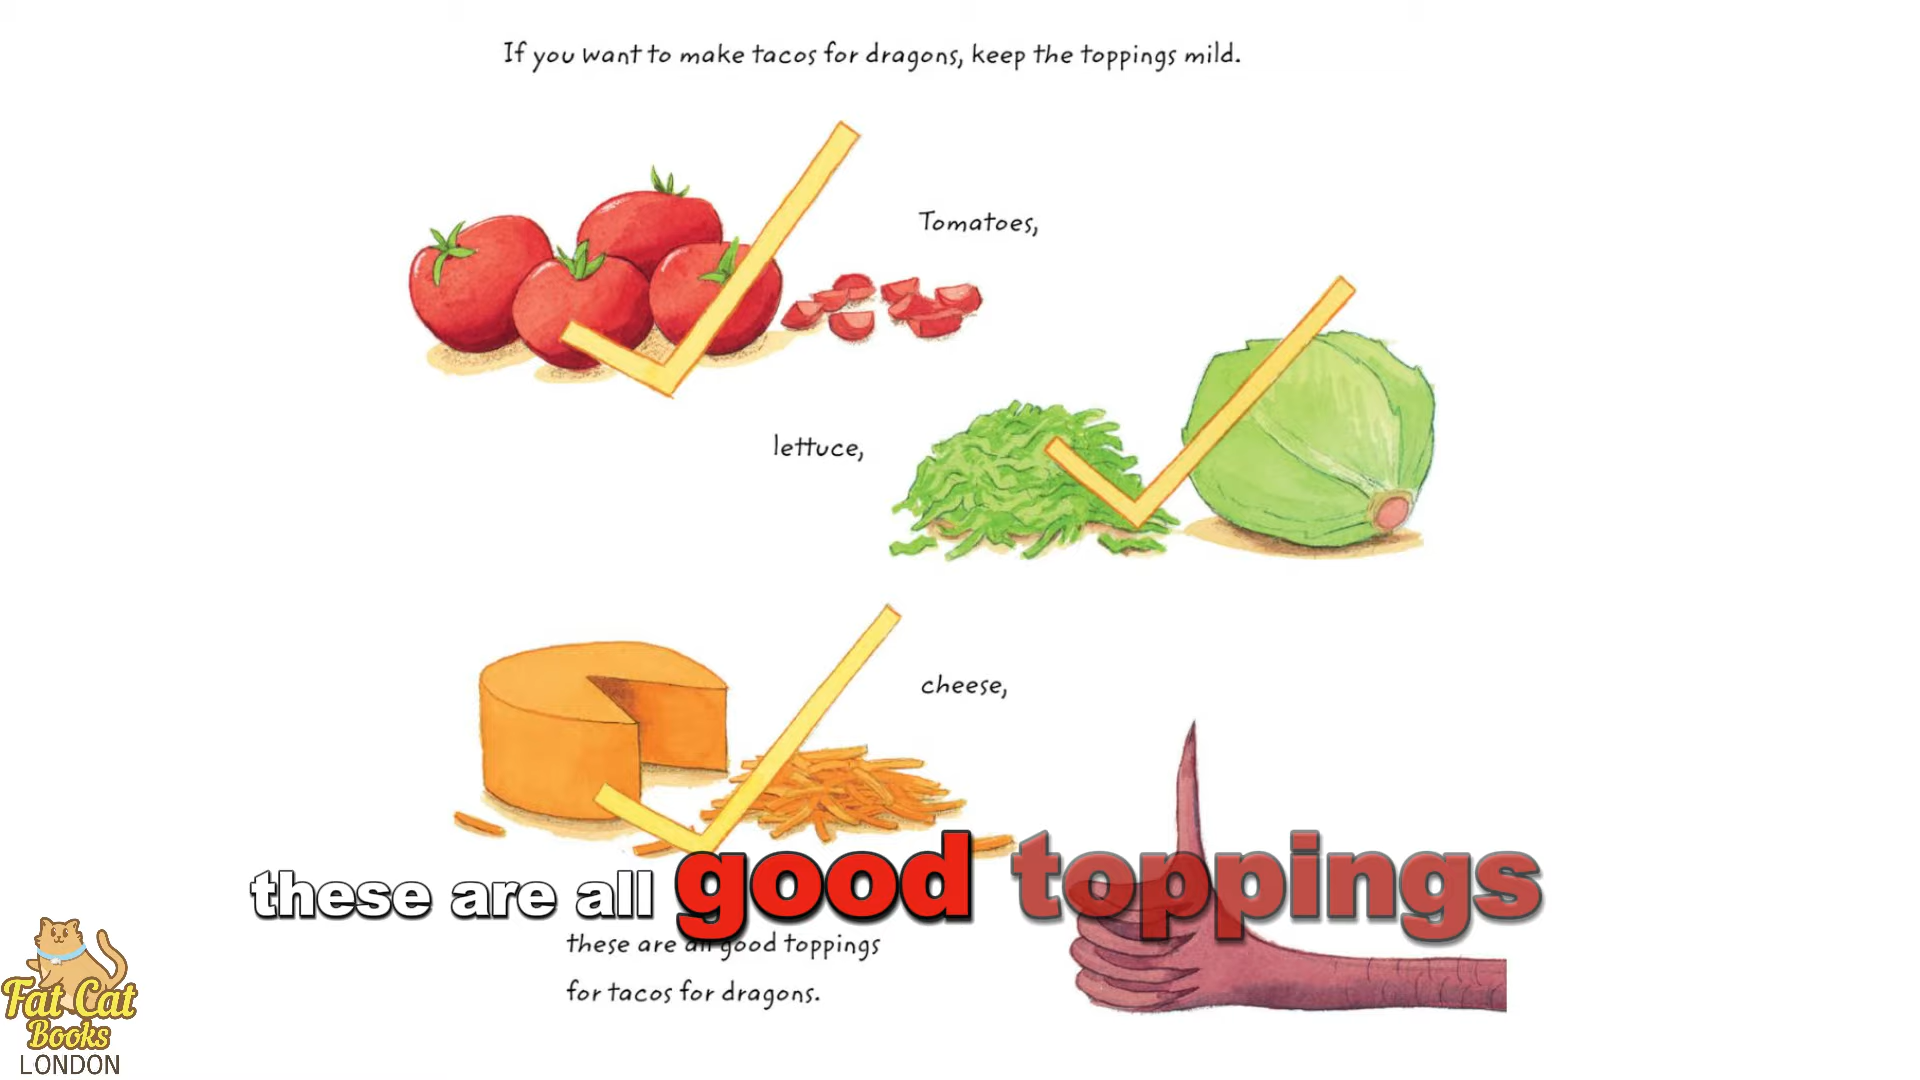 If you want to make tacos for dragons, keep the toppings mild.
Tomatoes,
lettuce,
cheese,
these are all good toppings
these are all good toppings
for tacos for dragons.
Fat Cat
Books
LONDON